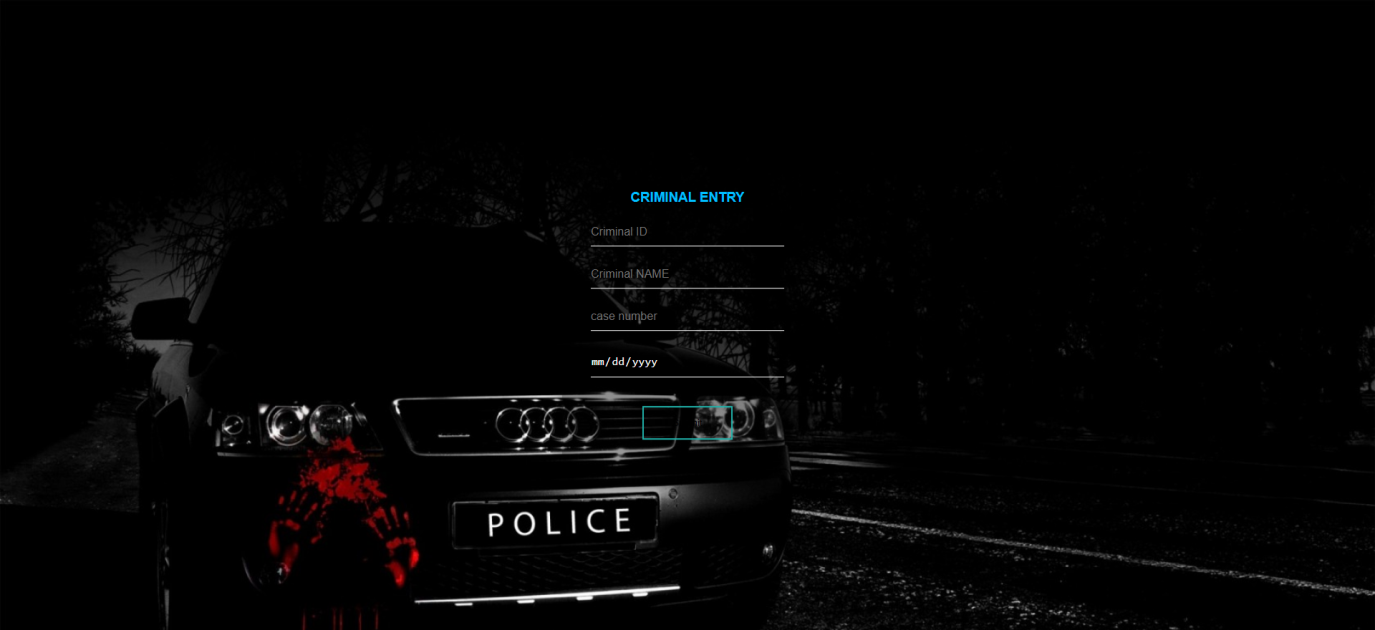 CRIMINAL ENTRY
Criminal ID
Criminal NAME
case number
mm/dd/yyyy
POLICE